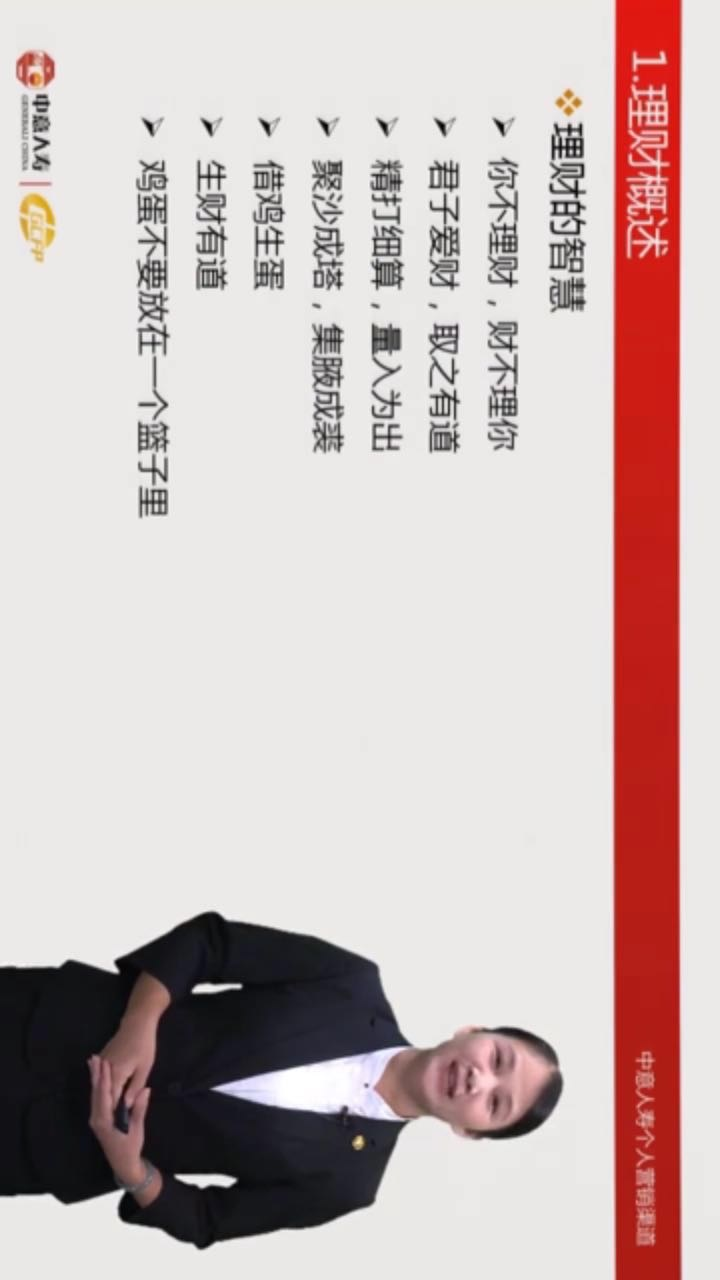 1.理财概述
中意人寿个人营销渠道
理财的智慧
你不理财，财不理你
君子爱财，取之有道
精打细算，量入为出
聚沙成塔，集腋成裘
借鸡生蛋
生财有道
鸡蛋不要放在一个篮子里
中意人寿
GENERALI CHINA
GCFP